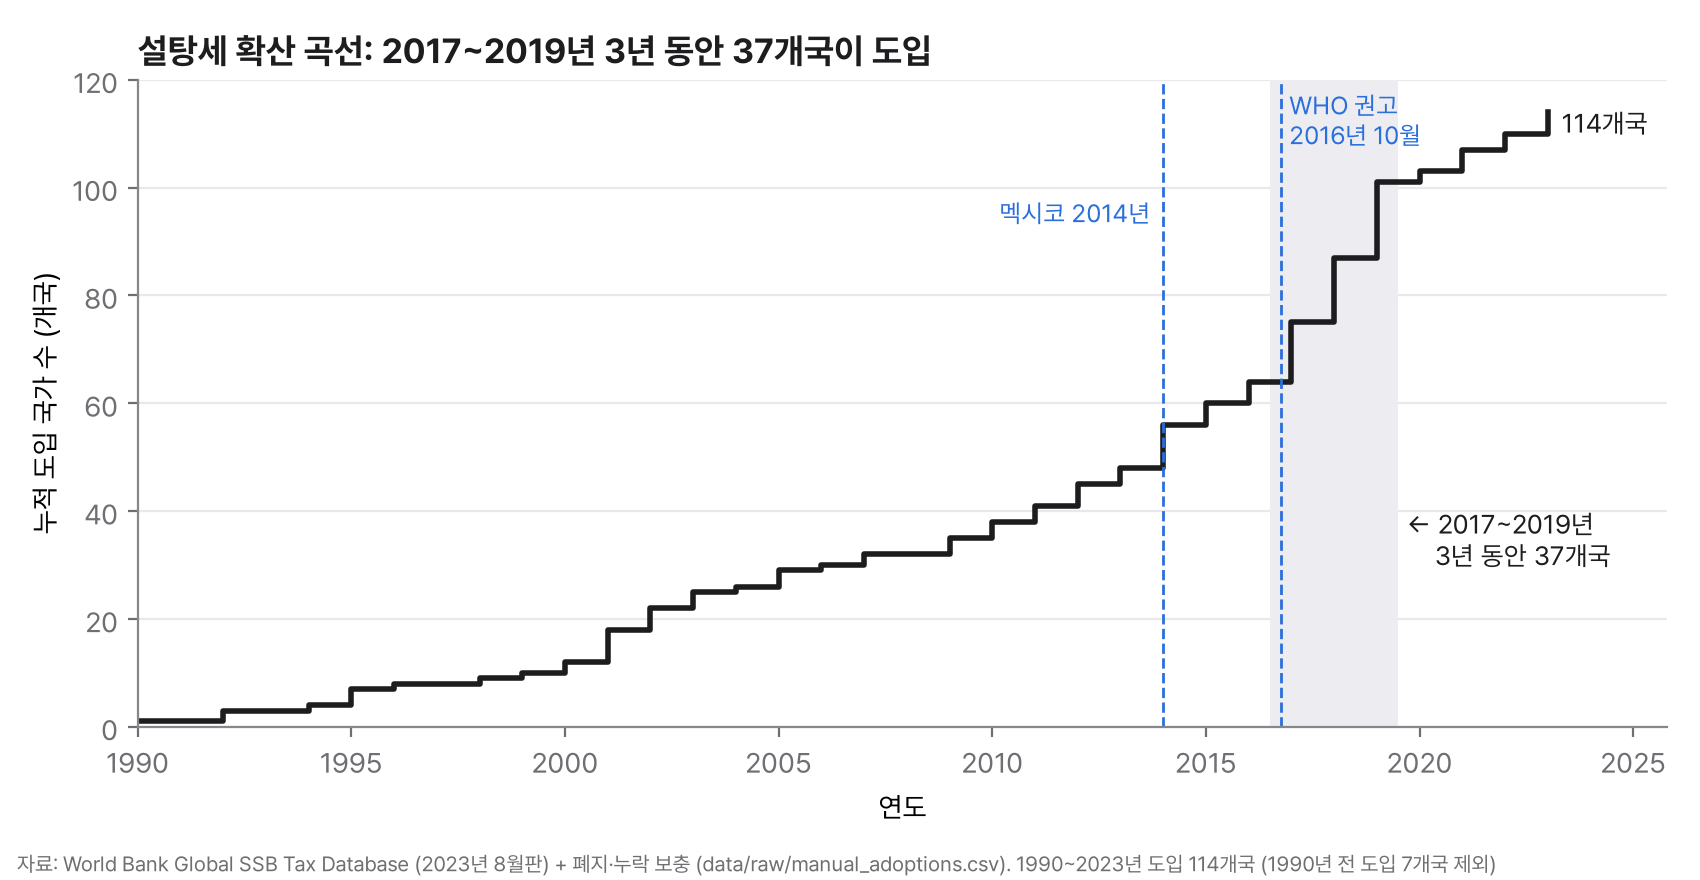 설탕세 확산 곡선: 2017~2019년 3년 동안 37개국이 도입
누적 도입 국가 수 (개국)
120
100
80
60
40
20
0
WHO 권고
2016년 10월
114개국
멕시코 2014년
← 2017~2019년
3년 동안 37개국
1990
1995
2000
2005
2010
2015
2020
2025
연도
자료: World Bank Global SSB Tax Database (2023년 8월판) + 폐지·누락 보충 (data/raw/manual_adoptions.csv). 1990~2023년 도입 114개국 (1990년 전 도입 7개국 제외)